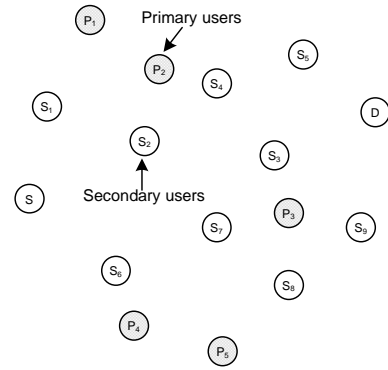 P1
Primary users
P2
S5
S4
S1
D
S2
S3
Secondary users
S
P3
S7
S9
S6
S8
P4
P5